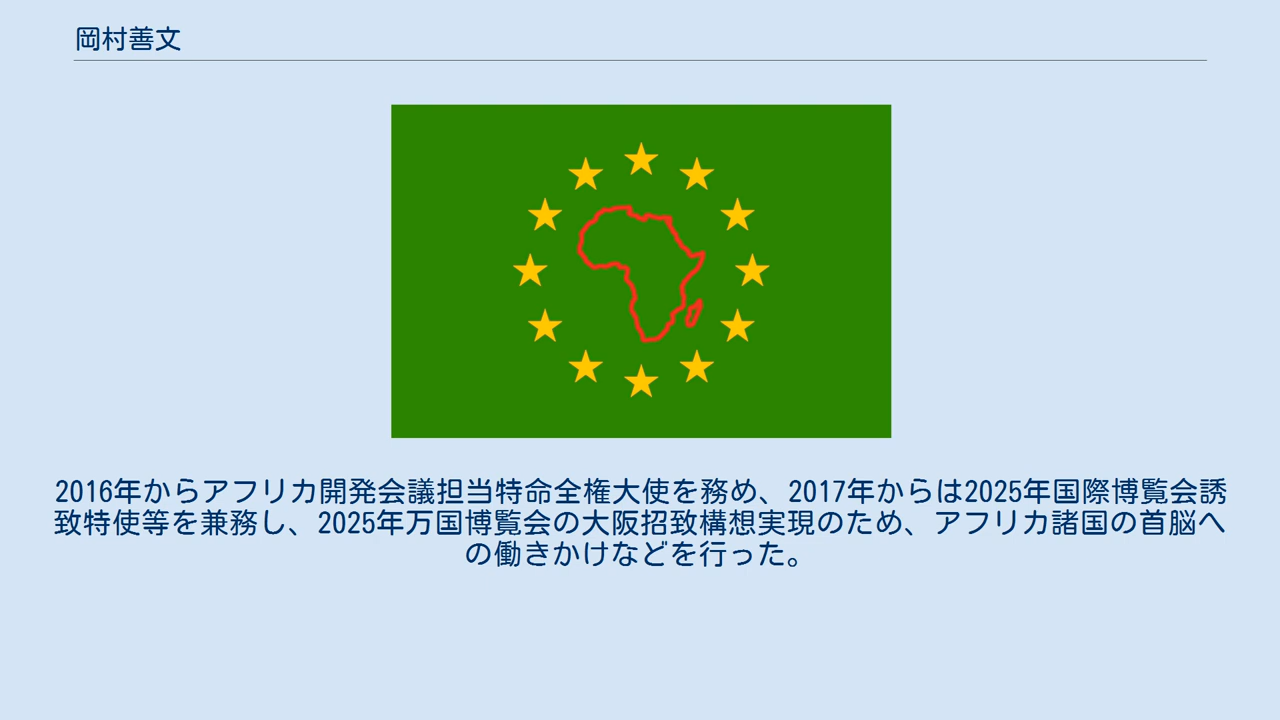 岡村善文
2016年からアフリカ開発会議担当特命全権大使を務め、2017年からは2025年国際博覧会誘
致特使等を兼務し、2025年万国博覧会の大阪招致構想実現のため、アフリカ諸国の首脳へ
の働きかけなどを行った。